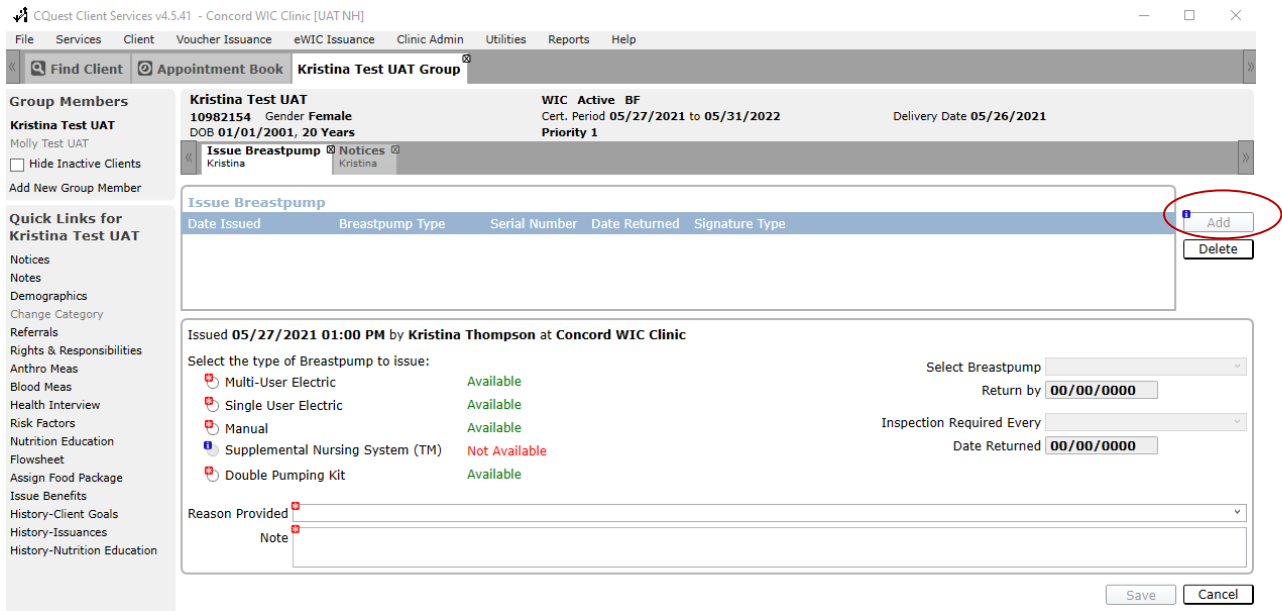 CQuest Client Services v4.5.41 - Concord WIC Clinic [UAT NH]
File Services Client Voucher Issuance eWIC Issuance Clinic Admin Utilities Reports Help
Find Client Appointment Book Kristina Test UAT Group
Group Members
Kristina Test UAT
Molly Test UAT
Hide Inactive Clients
Add New Group Member
Quick Links for
Kristina Test UAT
Notices
Notes
Demographics
Change Category
Referrals
Rights & Responsibilities
Anthro Meas
Blood Meas
Health Interview
Risk Factors
Nutrition Education
Flowsheet
Assign Food Package
Issue Benefits
History-Client Goals
History-Issuances
History-Nutrition Education
Kristina Test UAT
10982154 Gender Female
DOB 01/01/2001, 20 Years
WIC Active BF
Cert. Period 05/27/2021 to 05/31/2022
Priority 1
Delivery Date 05/26/2021
Issue Breastpump Notices
Kristina Kristina
Issue Breastpump
Date Issued Breastpump Type Serial Number Date Returned Signature Type
Add
Delete
Issued 05/27/2021 01:00 PM by Kristina Thompson at Concord WIC Clinic
Select the type of Breastpump to issue:
Multi-User Electric Available
Single User Electric Available
Manual Available
Supplemental Nursing System (TM) Not Available
Double Pumping Kit Available
Select Breastpump
Return by 00/00/0000
Inspection Required Every
Date Returned 00/00/0000
Reason Provided
Note
Save Cancel